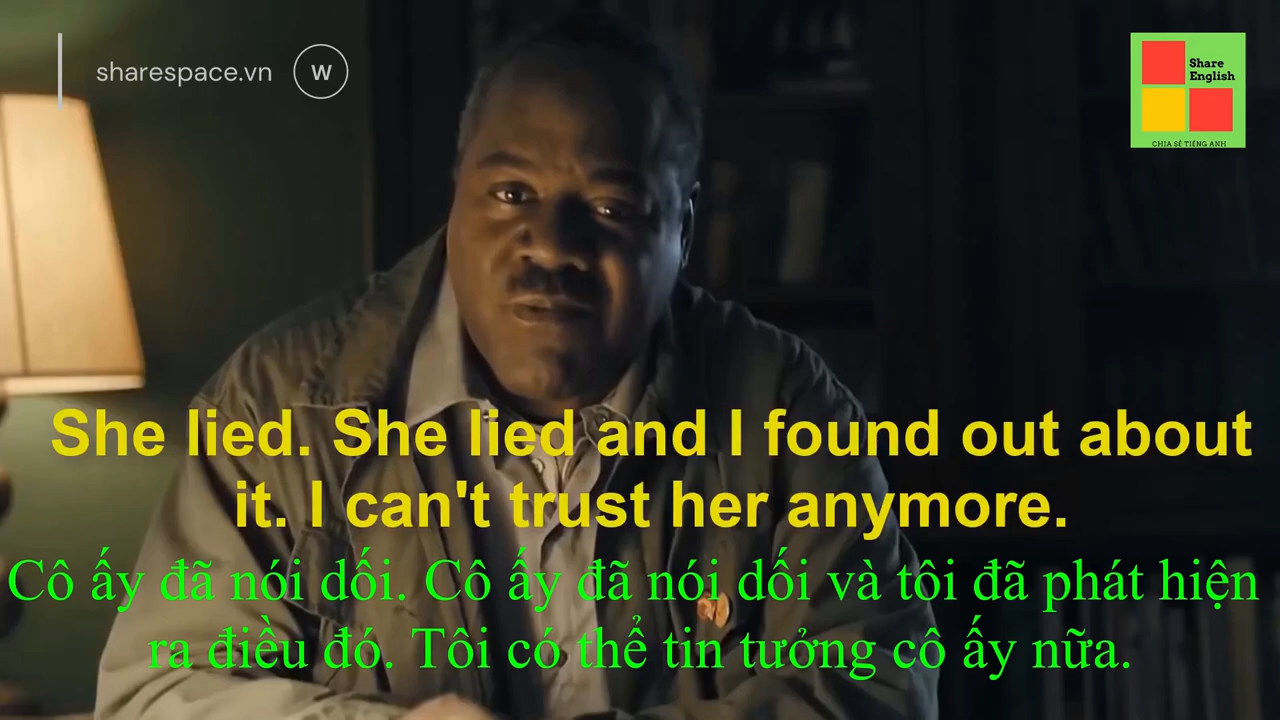 sharespace.vn W
Share
English
CHIA SẺ TIẾNG ANH
She lied. She lied and I found out about
it. I can't trust her anymore.
Cô ấy đã nói dối. Cô ấy đã nói dối và tôi đã phát hiện
ra điều đó. Tôi có thể tin tưởng cô ấy nữa.